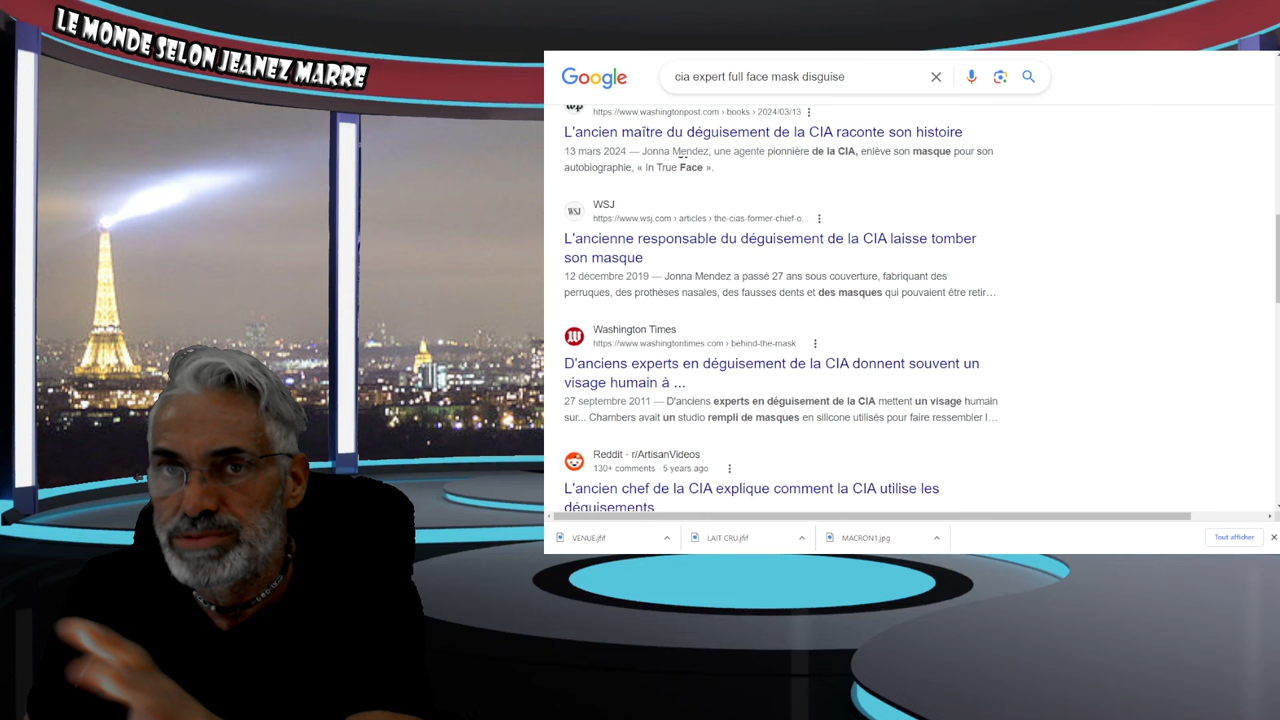 LE MONDE SELON JEANEZ MARRE
Google
cia expert full face mask disguise
wp
https://www.washingtonpost.com › books › 2024/03/13
L'ancien maître du déguisement de la CIA raconte son histoire
13 mars 2024 — Jonna Mendez, une agente pionnière de la CIA, enlève son masque pour son
autobiographie, « In True Face ».
WSJ
WSJ
https://www.wsj.com › articles › the-cias-former-chief-o...
L'ancienne responsable du déguisement de la CIA laisse tomber
son masque
12 décembre 2019 — Jonna Mendez a passé 27 ans sous couverture, fabriquant des
perruques, des prothèses nasales, des fausses dents et des masques qui pouvaient être retir…
Washington Times
https://www.washingtontimes.com › behind-the-mask
D'anciens experts en déguisement de la CIA donnent souvent un
visage humain à ...
27 septembre 2011 — D'anciens experts en déguisement de la CIA mettent un visage humain
sur... Chambers avait un studio rempli de masques en silicone utilisés pour faire ressembler l…
Reddit · r/ArtisanVideos
130+ comments · 5 years ago
L'ancien chef de la CIA explique comment la CIA utilise les
déguisements
VENUE.jfif
LAIT CRU.jfif
MACRON1.jpg
Tout afficher